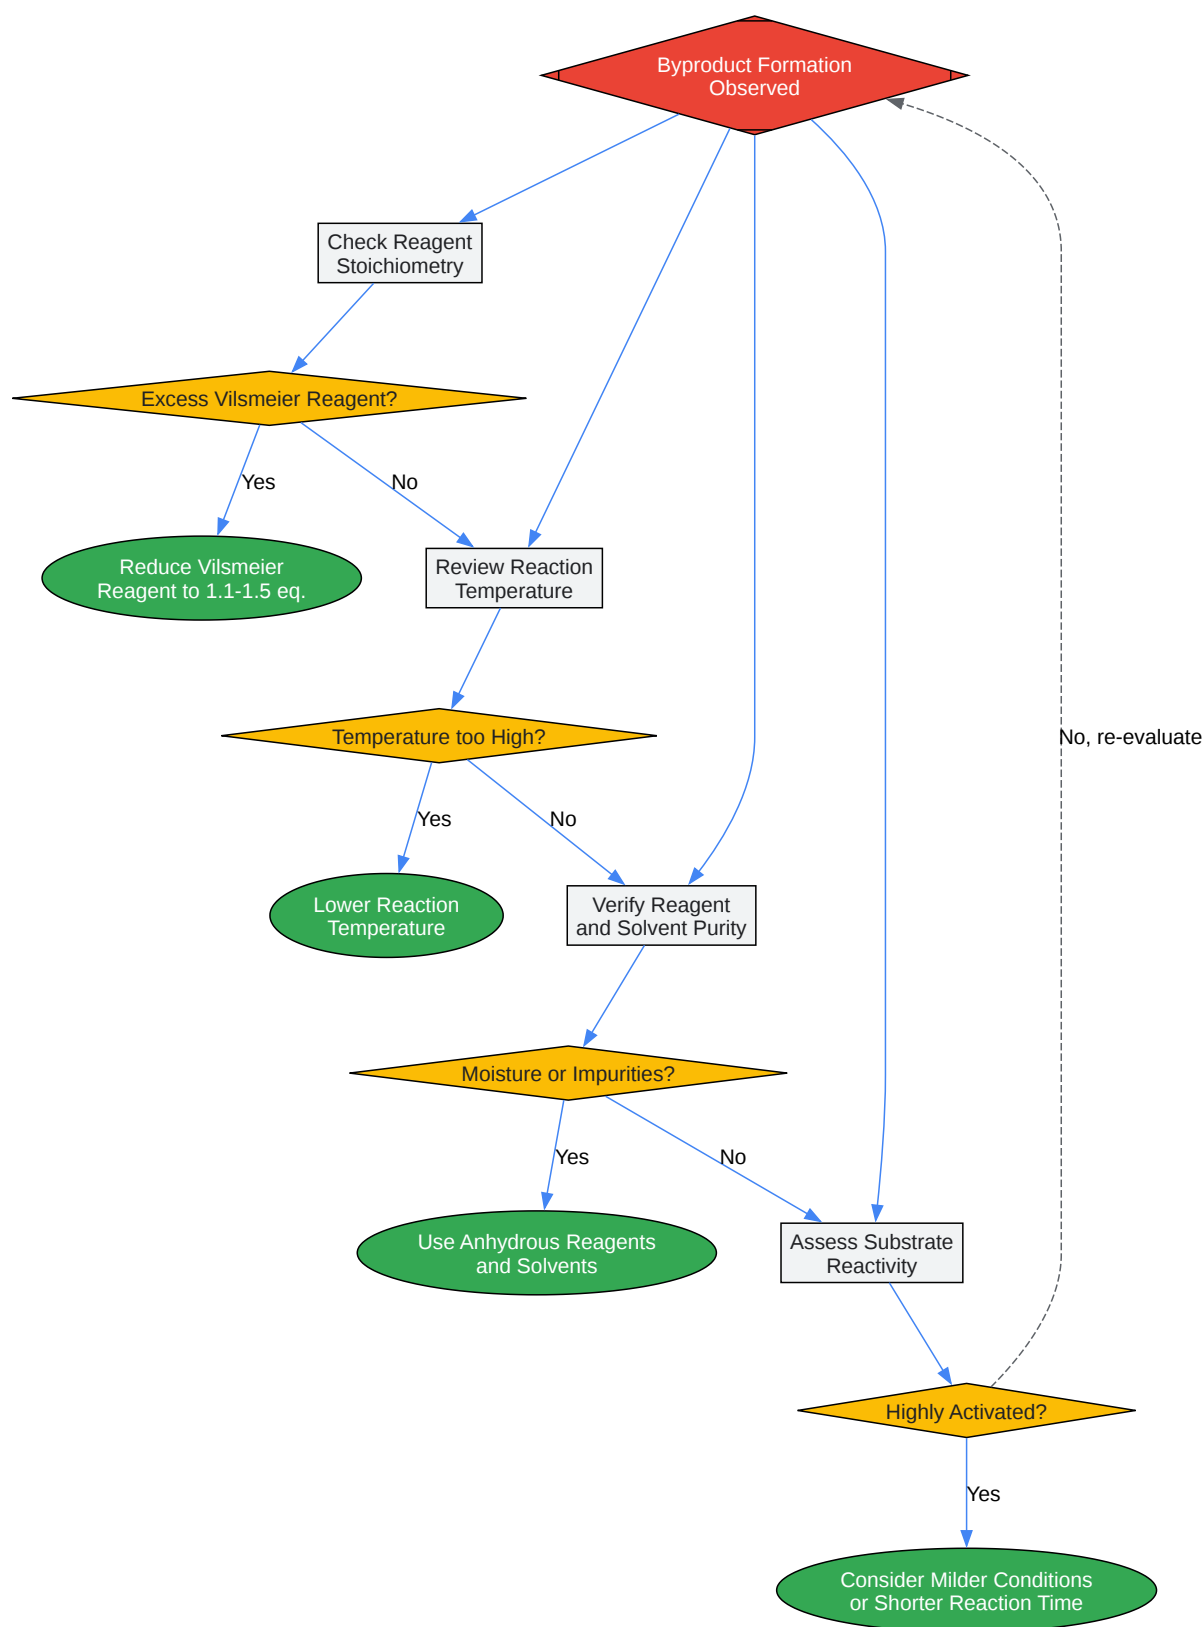 Byproduct Formation
Observed
Check Reagent
Stoichiometry
Excess Vilsmeier Reagent?
Yes
No
Reduce Vilsmeier
Reagent to 1.1-1.5 eq.
Review Reaction
Temperature
Temperature too High?
No, re-evaluate
Yes
No
Lower Reaction
Temperature
Verify Reagent
and Solvent Purity
Moisture or Impurities?
Yes
No
Use Anhydrous Reagents
and Solvents
Assess Substrate
Reactivity
Highly Activated?
Yes
Consider Milder Conditions
or Shorter Reaction Time